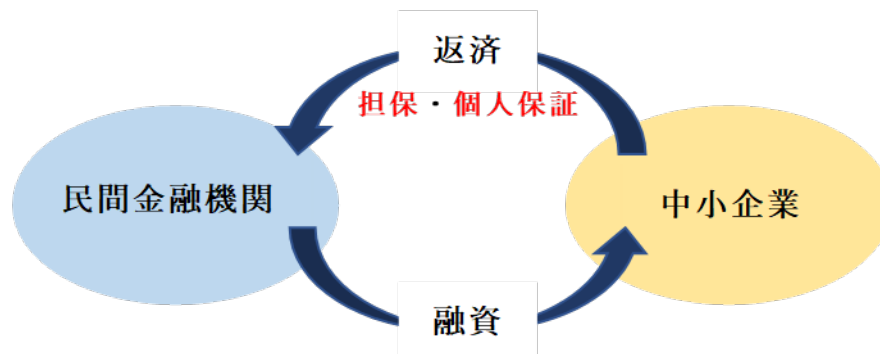 返済
担保・個人保証
民間金融機関
中小企業
融資